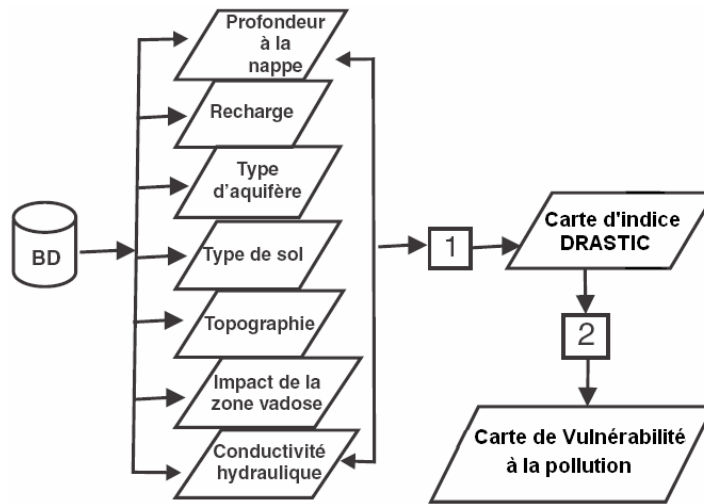 Profondeur
à la
nappe
Recharge
Type
d'aquifère
BD
Type de sol
Topographie
Impact de la
zone vadose
Conductivité
hydraulique
1
Carte d'indice
DRASTIC
2
Carte de Vulnérabilité
à la pollution